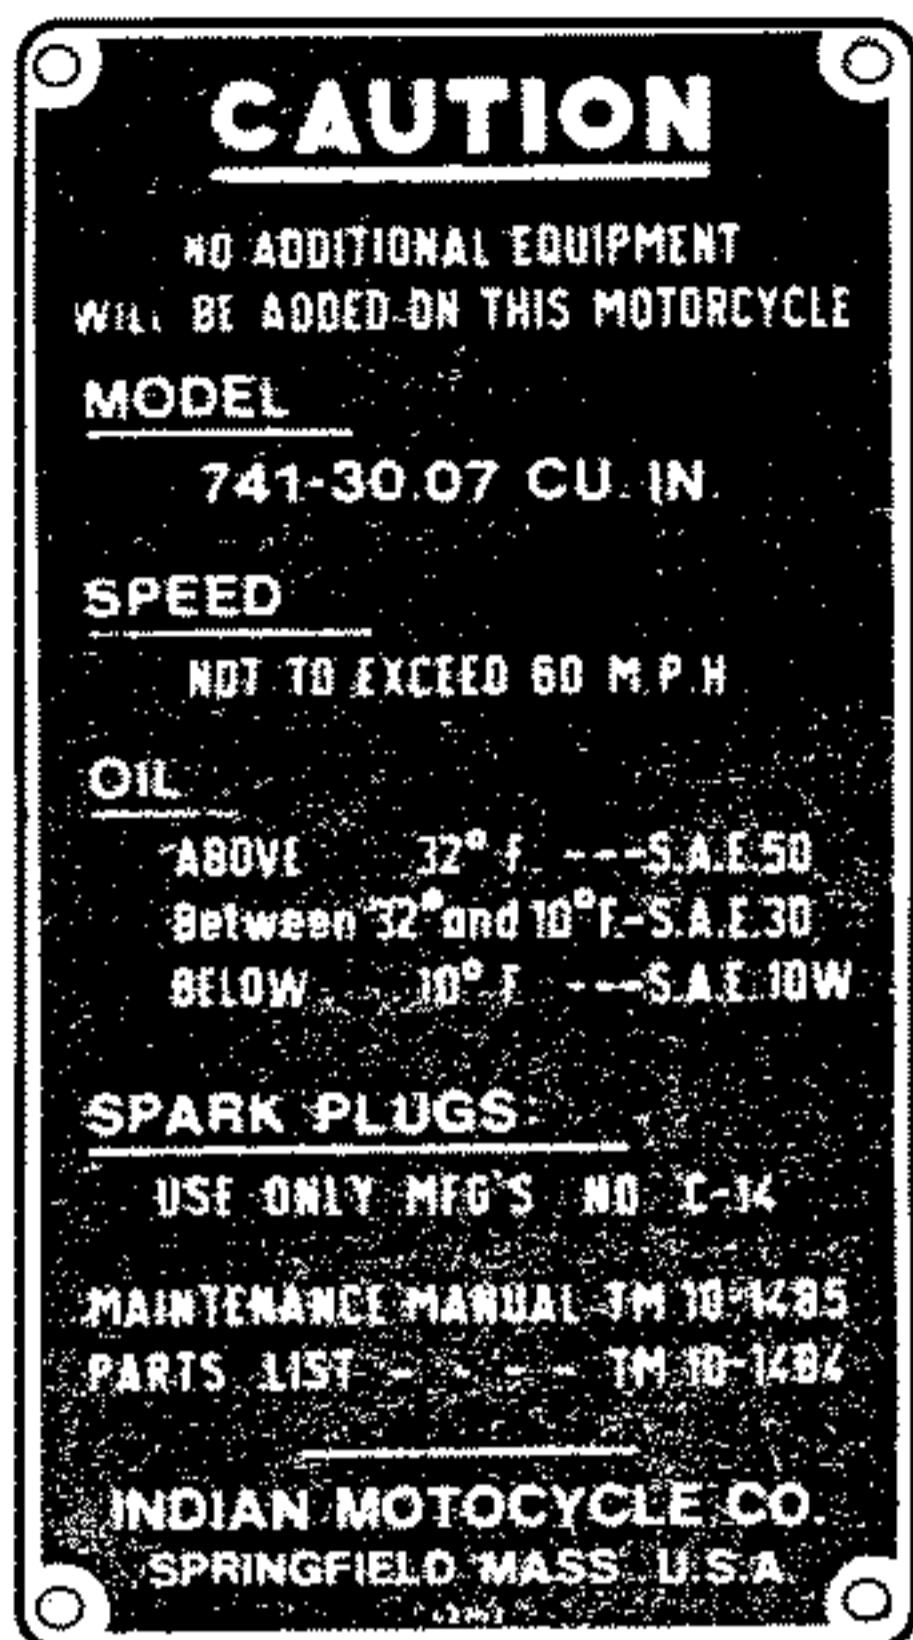 CAUTION
NO ADDITIONAL EQUIPMENT
WILL BE ADDED ON THIS MOTORCYCLE
MODEL
741-30.07 CU. IN.
SPEED
NOT TO EXCEED 60 M.P.H
OIL
ABOVE 32° F. ---S.A.E.50
Between 32° and 10° F.-S.A.E.30
BELOW 10° F. ---S.A.E. 10W
SPARK PLUGS
USE ONLY MFG'S NO C-14
MAINTENANCE MANUAL TM 10-1485
PARTS LIST - - - - TM 10-1484
INDIAN MOTOCYCLE CO.
SPRINGFIELD MASS. U.S.A.